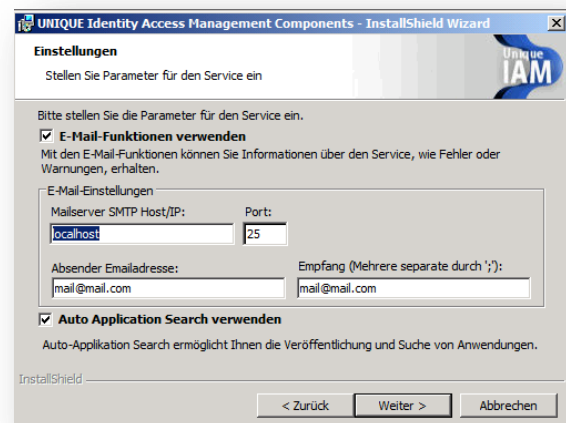 UNIQUE Identity Access Management Components - InstallShield Wizard
Einstellungen
Stellen Sie Parameter für den Service ein
Unique
IAM
Bitte stellen Sie die Parameter für den Service ein.
E-Mail-Funktionen verwenden
Mit den E-Mail-Funktionen können Sie Informationen über den Service, wie Fehler oder
Warnungen, erhalten.
E-Mail-Einstellungen
Mailserver SMTP Host/IP: Port:
localhost 25
Absender Emailadresse: Empfang (Mehrere separate durch ';'):
mail@mail.com mail@mail.com
Auto Application Search verwenden
Auto-Applikation Search ermöglicht Ihnen die Veröffentlichung und Suche von Anwendungen.
InstallShield
< Zurück Weiter > Abbrechen